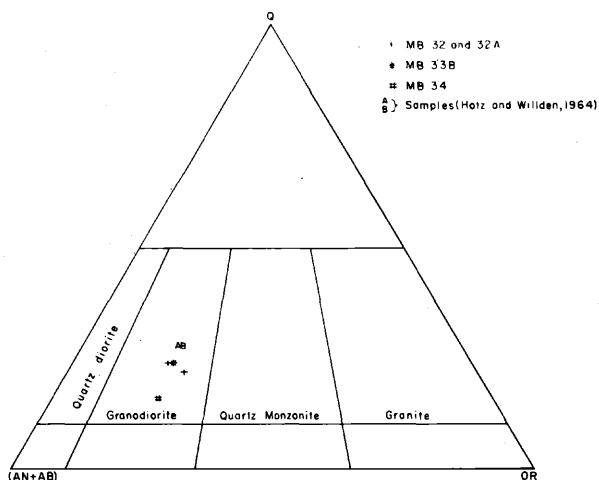 Q
+ MB 32 and 32A
* MB 33B
# MB 34
A
B } Samples (Hotz and Willden, 1964)
Quartz diorite
AB
Granodiorite
Quartz Monzonite
Granite
(AN+AB)
OR